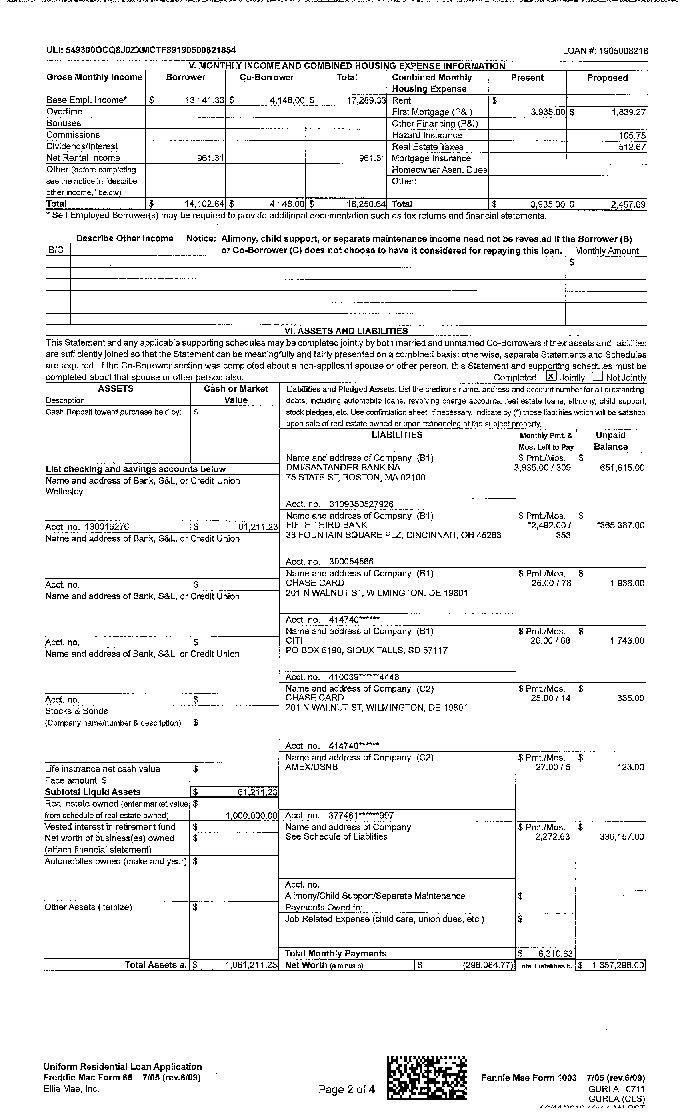 ULI: 549300OCQ8J0ZXMCTF89190500821854 LOAN #: 1905008218
V. MONTHLY INCOME AND COMBINED HOUSING EXPENSE INFORMATION
Gross Monthly Income Borrower Co-Borrower Total Combined Monthly Housing Expense Present Proposed
Base Empl. Income* $ 13,141.33 $ 4,148.00 $ 17,289.33 Rent $
Overtime First Mortgage (P&I) 3,935.00 $ 1,839.27
Bonuses Other Financing (P&I)
Commissions Hazard Insurance 105.75
Dividends/Interest Real Estate Taxes 512.67
Net Rental Income 961.31 961.31 Mortgage Insurance
Other (before completing Homeowner Assn. Dues
see the notice in "describe Other:
other income," below)
Total $ 14,102.64 $ 4,148.00 $ 18,250.64 Total $ 3,935.00 $ 2,457.69
* Self Employed Borrower(s) may be required to provide additional documentation such as tax returns and financial statements.
Describe Other Income Notice: Alimony, child support, or separate maintenance income need not be revealed if the Borrower (B)
B/C or Co-Borrower (C) does not choose to have it considered for repaying this loan. Monthly Amount
$
VI. ASSETS AND LIABILITIES
This Statement and any applicable supporting schedules may be completed jointly by both married and unmarried Co-Borrowers if their assets and liabilities
are sufficiently joined so that the Statement can be meaningfully and fairly presented on a combined basis; otherwise, separate Statements and Schedules
are required. If the Co-Borrower section was completed about a non-applicant spouse or other person, this Statement and supporting schedules must be
completed about that spouse or other person also. Completed X Jointly Not Jointly
ASSETS Cash or Market Value
Description
Cash Deposit toward purchase held by: $
List checking and savings accounts below
Name and address of Bank, S&L, or Credit Union
Wellesley
Acct. no. 130015276 $ 61,211.23
Name and address of Bank, S&L, or Credit Union
Acct. no. $
Name and address of Bank, S&L, or Credit Union
Acct. no. $
Name and address of Bank, S&L, or Credit Union
Acct. no. $
Stocks & Bonds
(Company name/number & description) $
Life insurance net cash value $
Face amount $
Subtotal Liquid Assets $ 61,211.23
Real estate owned (enter market value $
from schedule of real estate owned) 1,000,000.00
Vested interest in retirement fund $
Net worth of business(es) owned $
(attach financial statement)
Automobiles owned (make and year) $
Other Assets (itemize) $
Total Assets a. $ 1,061,211.23
Liabilities and Pledged Assets. List the creditor's name, address and account number for all outstanding
debts, including automobile loans, revolving charge accounts, real estate loans, alimony, child support,
stock pledges, etc. Use continuation sheet, if necessary. Indicate by (*) those liabilities which will be satisfied
upon sale of real estate owned or upon refinancing of the subject property.
LIABILITIES Monthly Pmt. & Mos. Left to Pay Unpaid Balance
Name and address of Company (B1) $ Pmt./Mos. $
DMI/SANTANDER BANK NA 3,935.00 / 309 651,615.00
75 STATE ST, BOSTON, MA 02100
Acct. no. 3109350527926
Name and address of Company (B1) $ Pmt./Mos. $
FIFTH THIRD BANK *2,482.00 / *365,387.00
38 FOUNTAIN SQUARE PLZ, CINCINNATI, OH 45263 353
Acct. no. 300054586
Name and address of Company (B1) $ Pmt./Mos. $
CHASE CARD 26.00 / 76 1,938.00
201 N WALNUT ST, WILMINGTON, DE 19801
Acct. no. 414740******
Name and address of Company (B1) $ Pmt./Mos. $
CITI 26.00 / 68 1,743.00
PO BOX 6190, SIOUX FALLS, SD 57117
Acct. no. 410039******4448
Name and address of Company (C2) $ Pmt./Mos. $
CHASE CARD 25.00 / 14 335.00
201 N WALNUT ST, WILMINGTON, DE 19801
Acct. no. 414740******
Name and address of Company (C2) $ Pmt./Mos. $
AMEX/DSNB 27.00 / 5 123.00
Acct. no. 377461******997
Name and address of Company $ Pmt./Mos. $
See Schedule of Liabilities 2,272.63 336,157.00
Acct. no.
Alimony/Child Support/Separate Maintenance $
Payments Owed to:
Job Related Expense (child care, union dues, etc.) $
Total Monthly Payments $ 6,310.63
Net Worth (a minus b) $ (296,084.77) Total Liabilities b. $ 1,357,298.00
Uniform Residential Loan Application
Freddie Mac Form 65 7/05 (rev.6/09)
Ellie Mae, Inc.
Page 2 of 4
Fannie Mae Form 1003 7/05 (rev.6/09)
GURLA 0711
GURLA (CLS)